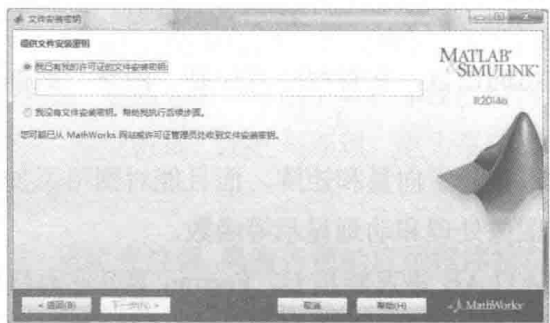 文件安装密钥
提供文件安装密钥
我已有我的许可证的文件安装密钥:
我没有文件安装密钥。帮助我执行后续步骤。
您可能已从 MathWorks 网站或许可证管理员处收到文件安装密钥。
MATLAB®
&SIMULINK®
R2014a
< 返回(B)
下一步(N) >
取消
帮助(H)
MathWorks®